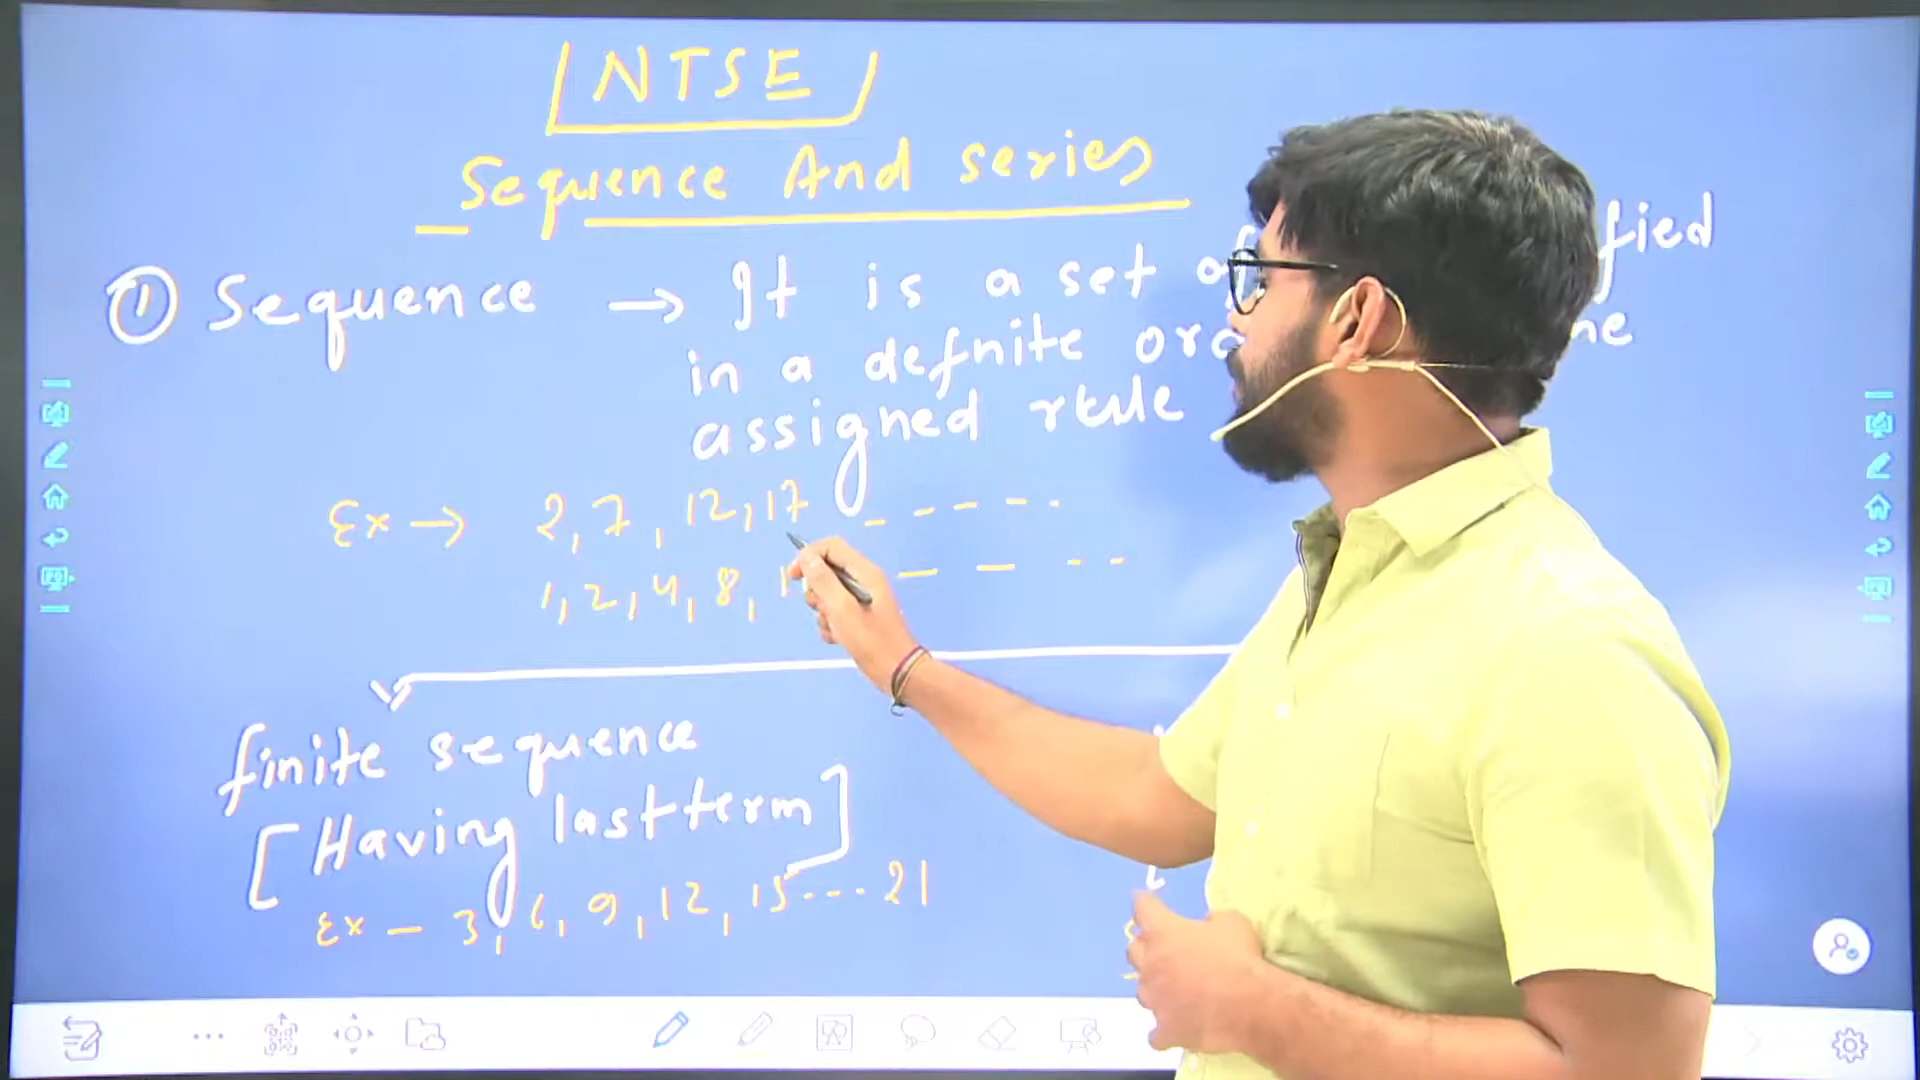 NTSE
Sequence And series
① Sequence → It is a set of
in a defnite
assigned rule
Ex → 2, 7, 12, 17 - - - - -
1, 2, 4, 8, - - - -
finite sequence
[Having last term]
Ex - 3, 6, 9, 12, 15 --- 21